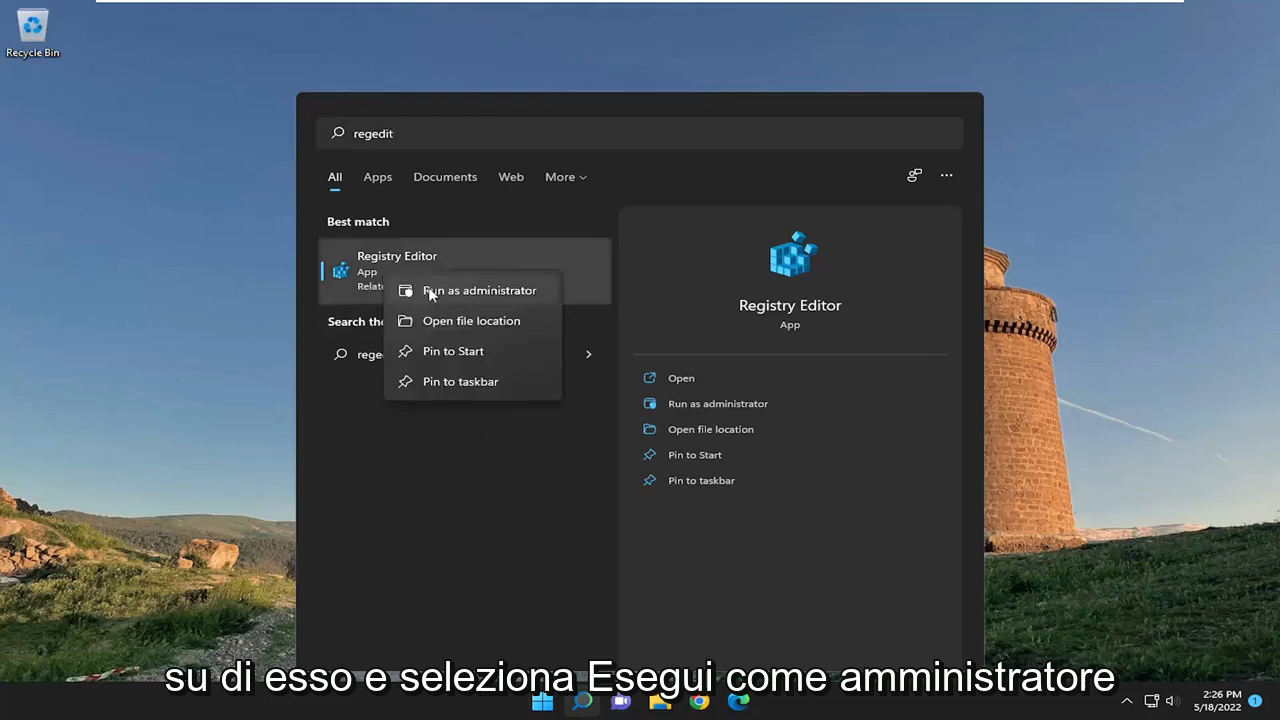 Recycle Bin
regedit
All Apps Documents Web More
Best match
Registry Editor
App
Relate
Search the
rege
Run as administrator
Open file location
Pin to Start
Pin to taskbar
Registry Editor
App
Open
Run as administrator
Open file location
Pin to Start
Pin to taskbar
su di esso e seleziona Esegui come amministratore
2:26 PM
5/18/2022
1